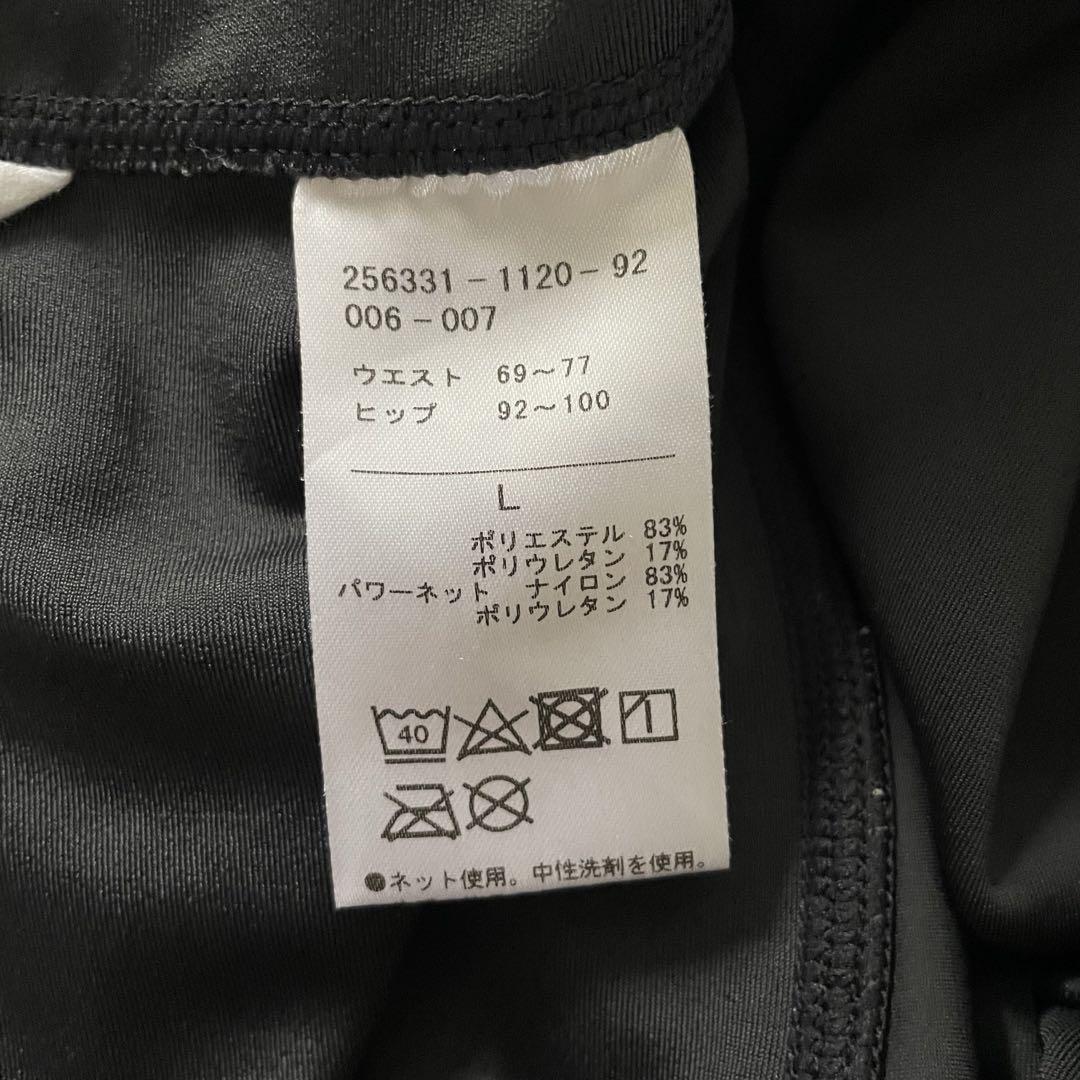 256331-1120-92
006-007
ウエスト 69〜77
ヒップ 92〜100
L
ポリエステル 83%
ポリウレタン 17%
パワーネット ナイロン 83%
ポリウレタン 17%
40
●ネット使用。中性洗剤を使用。